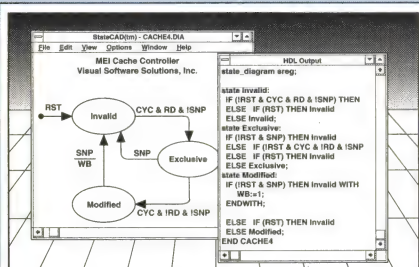 StateCAD(tm) - CACHE4.DIA
File Edit View Options Window Help
MEI Cache Controller
Visual Software Solutions, Inc.
RST
Invalid
CYC & RD & !SNP
SNP
WB
SNP
Exclusive
Modified
CYC & !RD & !SNP
HDL Output
state_diagram sreg;
state Invalid:
IF (!RST & CYC & RD & !SNP) THEN
ELSE IF (RST) THEN Invalid
ELSE Invalid;
state Exclusive:
IF (!RST & SNP) THEN Invalid
ELSE IF (!RST & CYC & !RD & !SNP
ELSE IF (RST) THEN Invalid
ELSE Exclusive;
state Modified:
IF (!RST & SNP) THEN Invalid WITH
WB:=1;
ENDWITH;
ELSE IF (RST) THEN Invalid
ELSE Modified;
END CACHE4